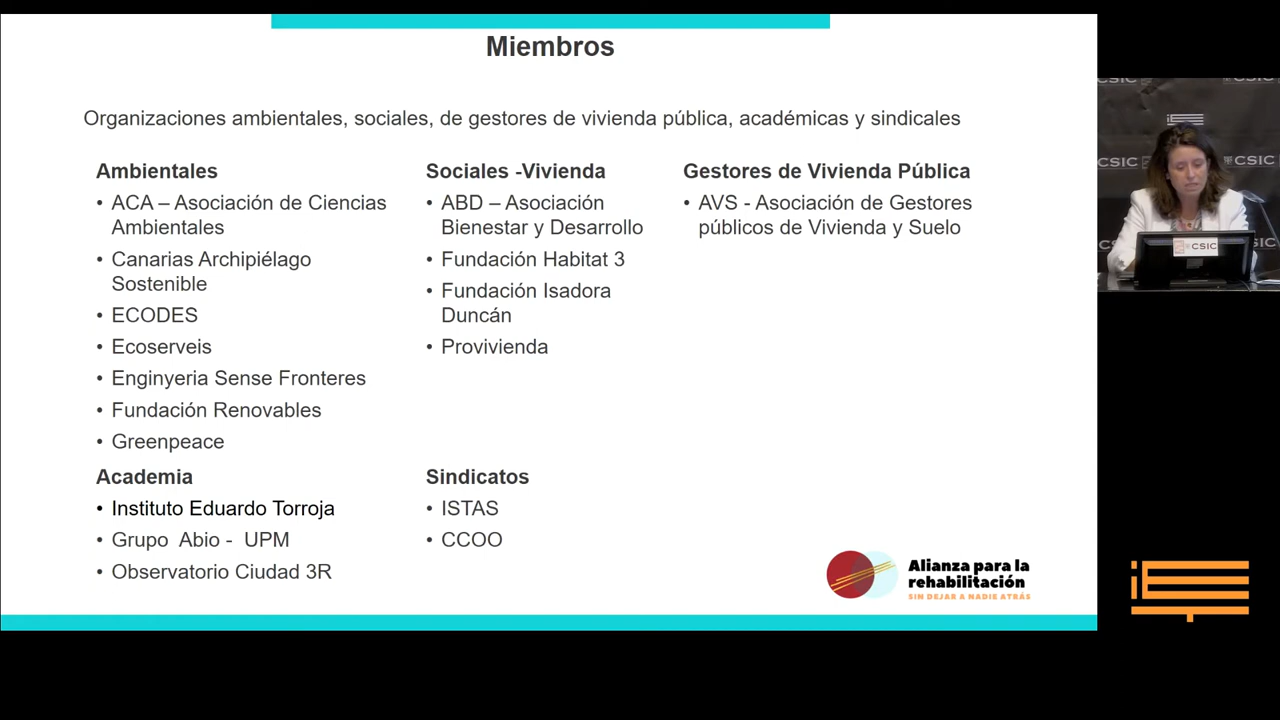 Miembros
Organizaciones ambientales, sociales, de gestores de vivienda pública, académicas y sindicales
Ambientales
• ACA – Asociación de Ciencias
Ambientales
• Canarias Archipiélago
Sostenible
• ECODES
• Ecoserveis
• Enginyeria Sense Fronteres
• Fundación Renovables
• Greenpeace
Sociales -Vivienda
• ABD – Asociación
Bienestar y Desarrollo
• Fundación Habitat 3
• Fundación Isadora
Duncán
• Provivienda
Gestores de Vivienda Pública
• AVS - Asociación de Gestores
públicos de Vivienda y Suelo
Academia
• Instituto Eduardo Torroja
• Grupo Abio - UPM
• Observatorio Ciudad 3R
Sindicatos
• ISTAS
• CCOO
Alianza para la
rehabilitación
SIN DEJAR A NADIE ATRÁS
CSIC
CSIC
CSIC
CSIC
CSIC